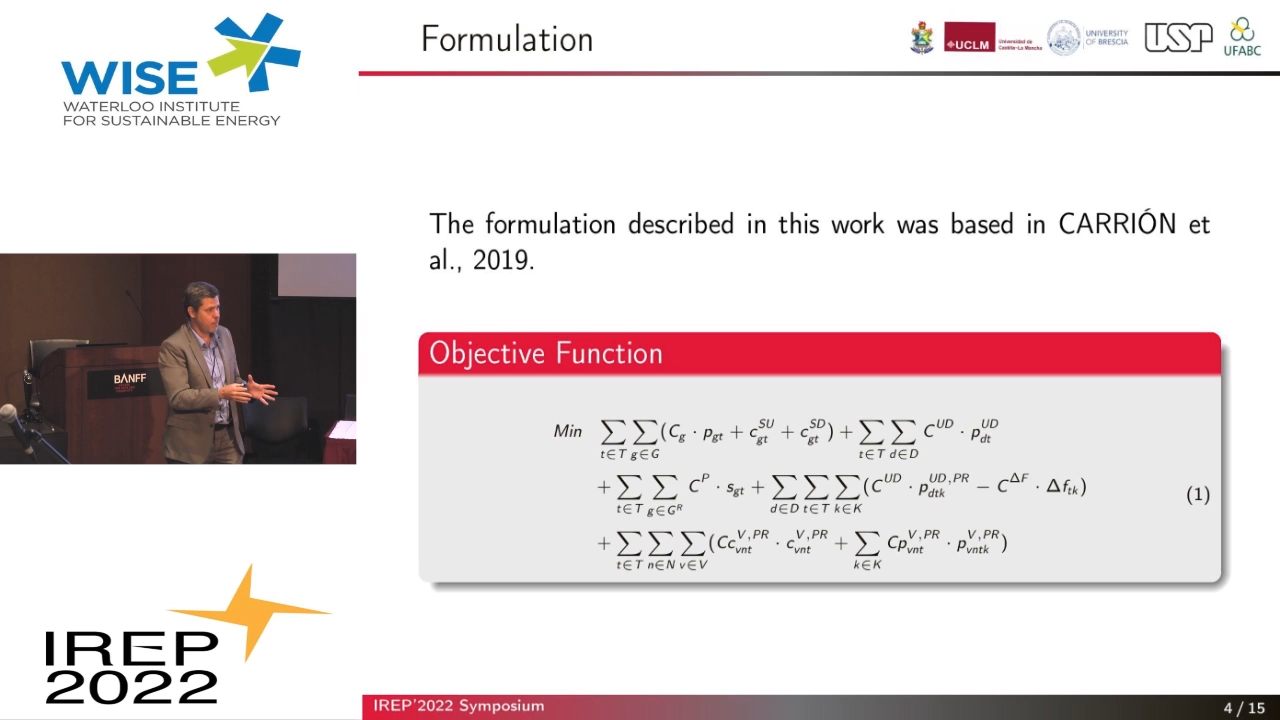 WISE
WATERLOO INSTITUTE
FOR SUSTAINABLE ENERGY
Formulation
UCLM
Universidad de
Castilla-La Mancha
UNIVERSITY
OF BRESCIA
USP
UFABC
The formulation described in this work was based in CARRIÓN et
al., 2019.
BANFF
Objective Function
Min ∑_{t∈T} ∑_{g∈G} (C_g · p_{gt} + c_{gt}^{SU} + c_{gt}^{SD}) + ∑_{t∈T} ∑_{d∈D} C^{UD} · p_{dt}^{UD}
+ ∑_{t∈T} ∑_{g∈G^R} C^P · s_{gt} + ∑_{d∈D} ∑_{t∈T} ∑_{k∈K} (C^{UD} · p_{dtk}^{UD,PR} − C^{ΔF} · Δf_{tk})
(1)
+ ∑_{t∈T} ∑_{n∈N} ∑_{v∈V} (Cc_{vnt}^{V,PR} · c_{vnt}^{V,PR} + ∑_{k∈K} Cp_{vnt}^{V,PR} · p_{vntk}^{V,PR})
IREP
2022
IREP'2022 Symposium
4 / 15